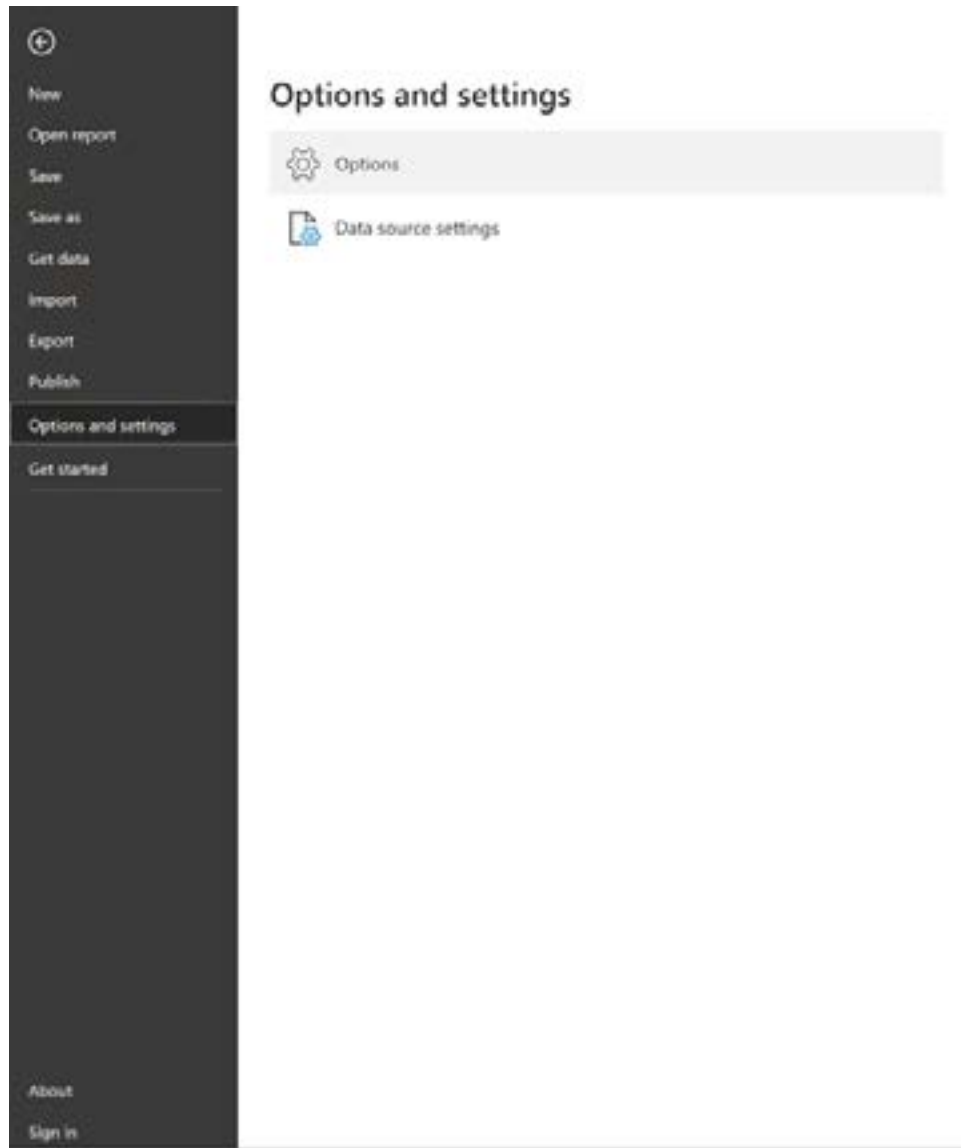 New
Open report
Save
Save as
Get data
Import
Export
Publish
Options and settings
Get started
About
Sign in
Options and settings
Options
Data source settings